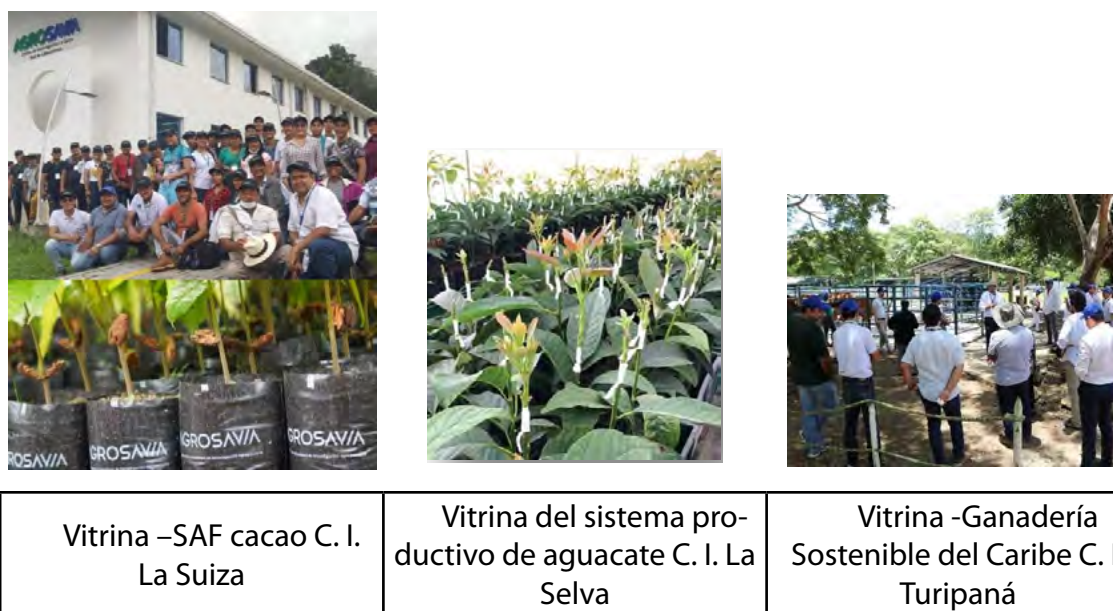 AGROSAVIA
ROSAVIA
GROSAVIA
AGROSAVIA
GROSAVIA
Vitrina –SAF cacao C. I.
La Suiza
Vitrina del sistema pro-
ductivo de aguacate C. I. La
Selva
Vitrina -Ganadería
Sostenible del Caribe C.
Turipaná